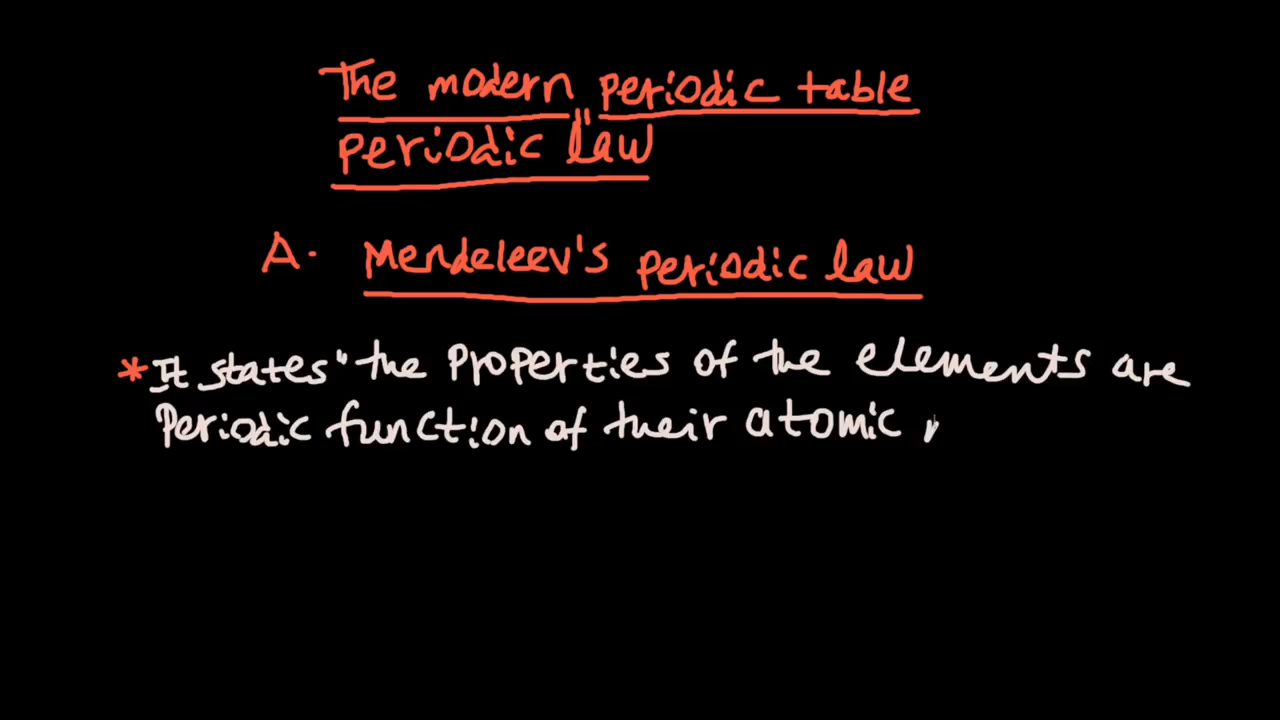 The modern periodic table
periodic law
A. Mendeleev's periodic law
*It states "the properties of the elements are
Periodic function of their atomic